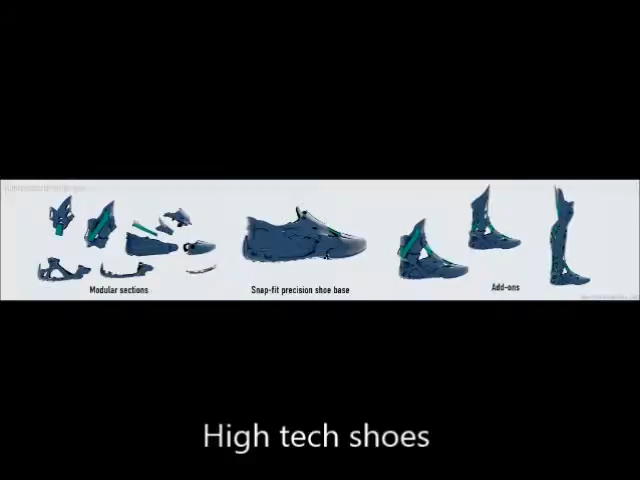 Modular sections
Snap-fit precision shoe base
Add-ons
High tech shoes